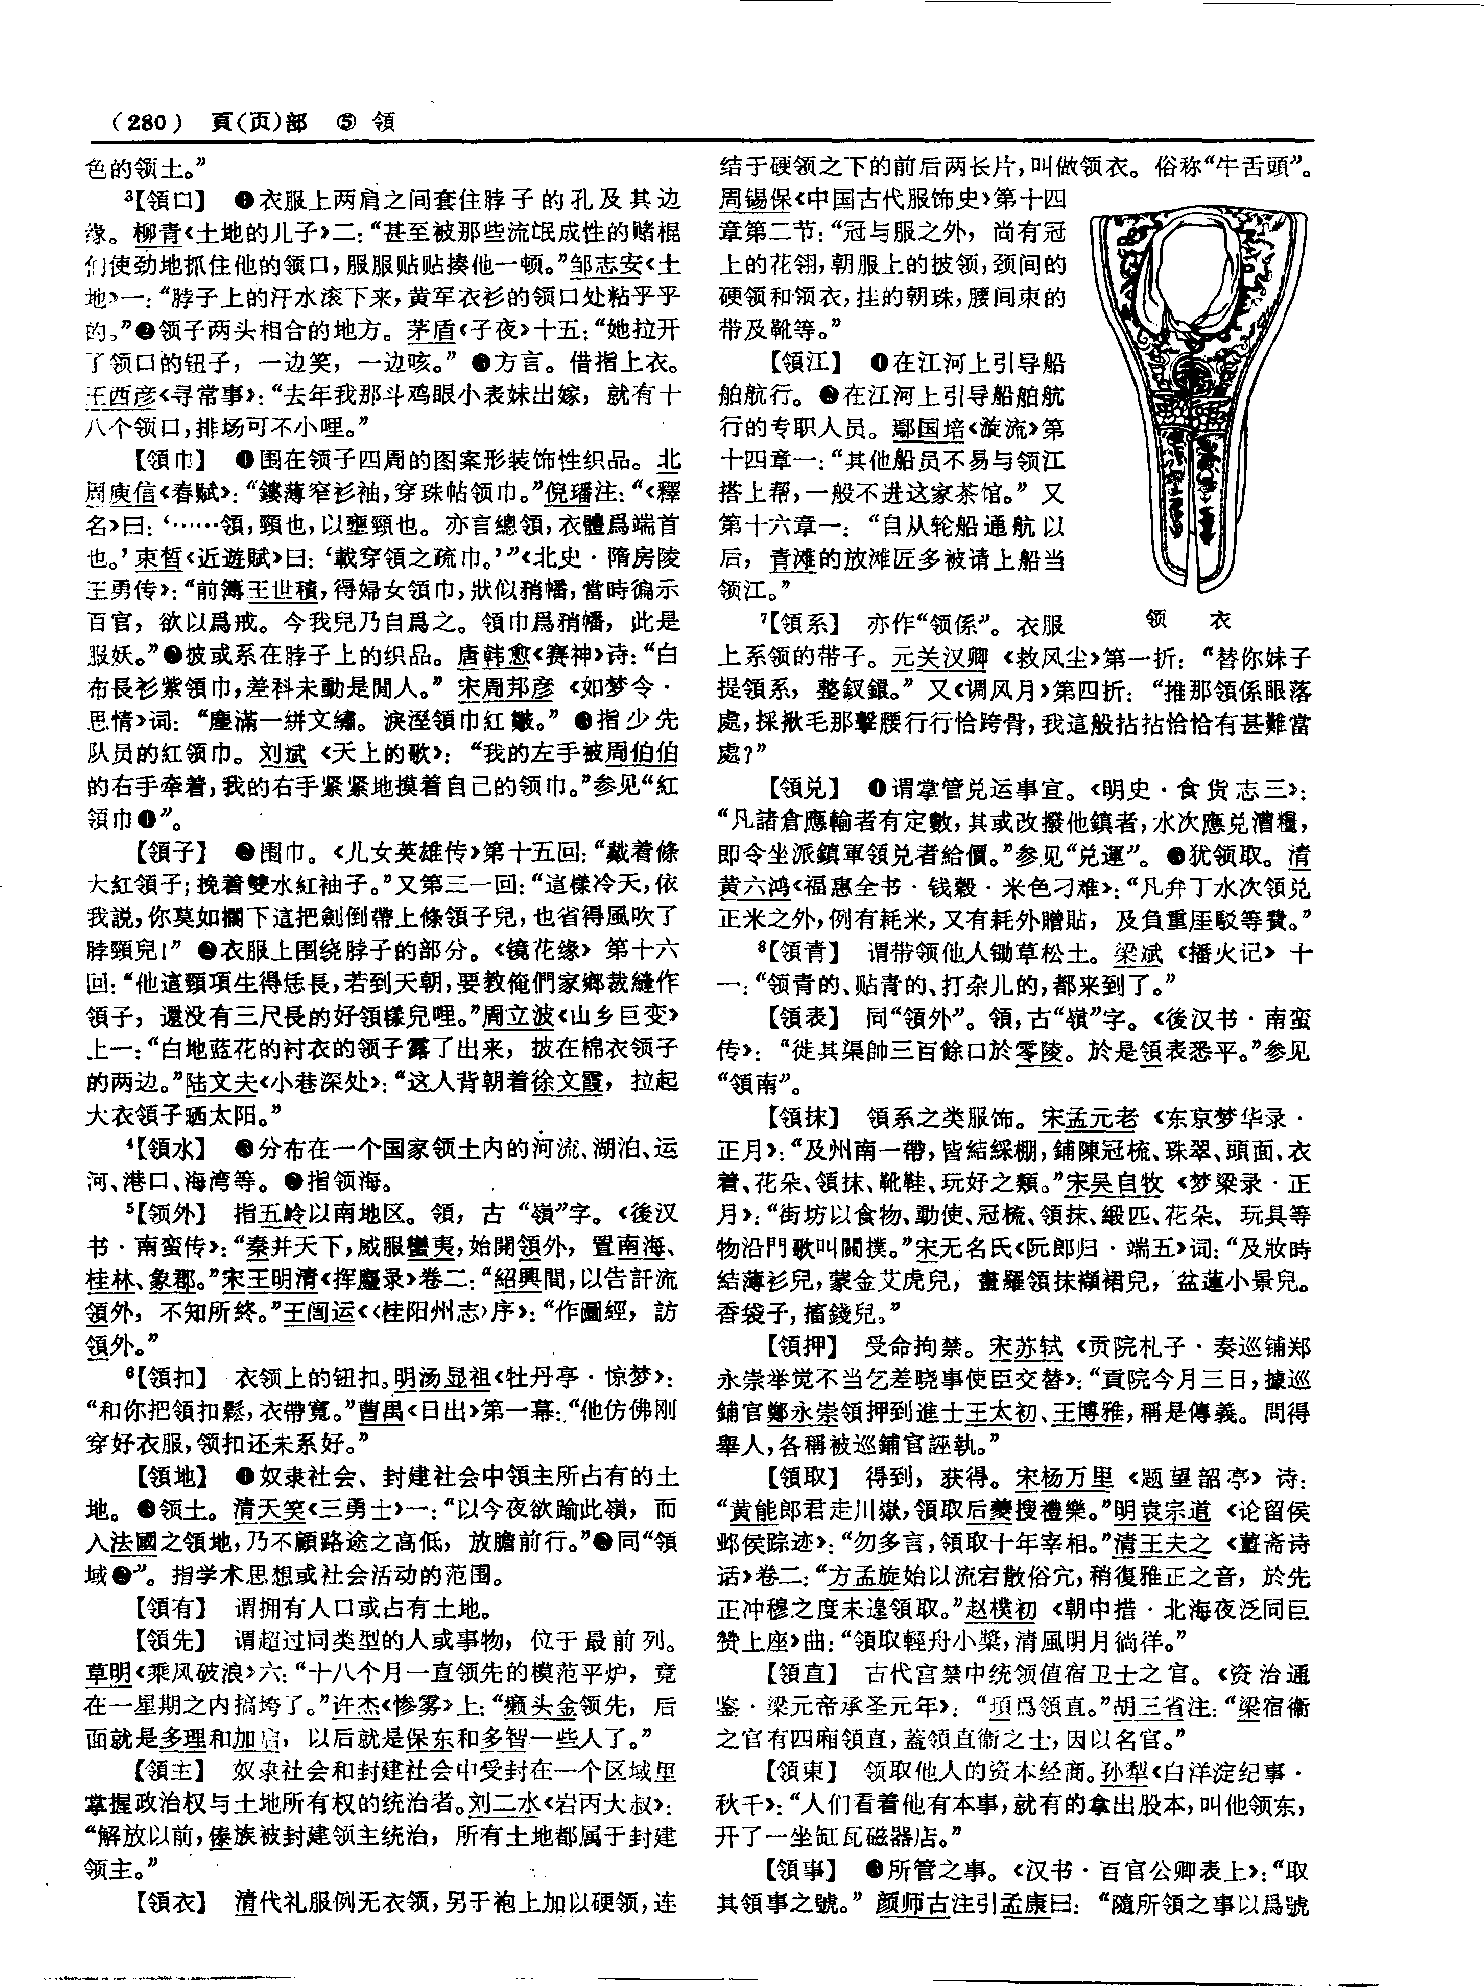 （280） 頁(页)部 ⑤ 領
色的领土。”
³【領口】 ❶衣服上两肩之间套住脖子的孔及其边
缘。柳青《土地的儿子》二：“甚至被那些流氓成性的赌棍
们使劲地抓住他的领口，服服贴贴揍他一顿。”邹志安《土
地》一：“脖子上的汗水滚下来，黄军衣衫的领口处粘乎乎
的。”❷领子两头相合的地方。茅盾《子夜》十五：“她拉开
了领口的钮子，一边笑，一边咳。”❸方言。借指上衣。
王西彦《寻常事》：“去年我那斗鸡眼小表妹出嫁，就有十
八个领口，排场可不小哩。”
【領巾】 ❶围在领子四周的图案形装饰性织品。北
周庾信《春赋》：“鏤薄窄衫袖，穿珠帖领巾。”倪璠注：“《釋
名》曰：‘……領，頸也，以壅頸也。亦言總領，衣體爲端首
也。’束晳《近遊賦》曰：‘載穿領之疏巾。’”《北史·隋房陵
王勇传》：“前簿王世積，得婦女領巾，狀似矟幡，當時徧示
百官，欲以爲戒。今我兒乃自爲之。領巾爲矟幡，此是
服妖。”❷披或系在脖子上的织品。唐韩愈《赛神》诗：“白
布長衫紫領巾，差科未動是閒人。”宋周邦彦《如梦令·
思情》词：“塵滿一絣文繡。淚溼領巾紅皺。”❸指少先
队员的红领巾。刘斌《天上的歌》：“我的左手被周伯伯
的右手牵着，我的右手紧紧地摸着自己的领巾。”参见“紅
領巾❶”。
【領子】 ❶围巾。《儿女英雄传》第十五回：“戴着條
大紅領子；挽着雙水紅袖子。”又第三一回：“這樣冷天，依
我説，你莫如擱下這把劍倒帶上條領子兒，也省得風吹了
脖頸兒！”❷衣服上围绕脖子的部分。《镜花缘》第十六
回：“他這頸項生得恁長，若到天朝，要教俺們家鄉裁縫作
領子，還没有三尺長的好領樣兒哩。”周立波《山乡巨变》
上一：“白地蓝花的衬衣的领子露了出来，披在棉衣领子
的两边。”陆文夫《小巷深处》：“这人背朝着徐文霞，拉起
大衣領子晒太阳。”
⁴【領水】 ❶分布在一个国家领土内的河流、湖泊、运
河、港口、海湾等。❷指领海。
⁵【领外】 指五岭以南地区。領，古“嶺”字。《後汉
书·南蛮传》：“秦并天下，威服蠻夷，始開領外，置南海、
桂林、象郡。”宋王明清《挥麈录》卷二：“紹興間，以告訐流
領外，不知所終。”王闿运《〈桂阳州志〉序》：“作圖經，訪
領外。”
⁶【領扣】 衣领上的钮扣。明汤显祖《牡丹亭·惊梦》：
“和你把領扣鬆，衣帶寬。”曹禺《日出》第一幕：“他仿佛刚
穿好衣服，领扣还未系好。”
【領地】 ❶奴隶社会、封建社会中領主所占有的土
地。❷领土。清天笑《三勇士》一：“以今夜欲踰此嶺，而
入法國之領地，乃不顧路途之高低，放膽前行。”❸同“領
域❷”。指学术思想或社会活动的范围。
【領有】 谓拥有人口或占有土地。
【領先】 谓超过同类型的人或事物，位于最前列。
草明《乘风破浪》六：“十八个月一直领先的模范平炉，竟
在一星期之内搞垮了。”许杰《惨雾》上：“癞头金领先，后
面就是多理和加启，以后就是保东和多智一些人了。”
【領主】 奴隶社会和封建社会中受封在一个区域里
掌握政治权与土地所有权的统治者。刘二水《岩丙大叔》：
“解放以前，傣族被封建领主统治，所有土地都属于封建
领主。”
【領衣】 清代礼服例无衣领，另于袍上加以硬领，连
结于硬领之下的前后两长片，叫做领衣。俗称“牛舌頭”。
周锡保《中国古代服饰史》第十四
章第二节：“冠与服之外，尚有冠
上的花翎，朝服上的披领，颈间的
硬领和领衣，挂的朝珠，腰间束的
带及靴等。”
【領江】 ❶在江河上引导船
舶航行。❷在江河上引导船舶航
行的专职人员。鄢国培《漩流》第
十四章一：“其他船员不易与领江
搭上帮，一般不进这家茶馆。”又
第十六章一：“自从轮船通航以
后，青滩的放滩匠多被请上船当
领江。”
领 衣
⁷【領系】 亦作“领係”。衣服
上系领的带子。元关汉卿《救风尘》第一折：“替你妹子
提領系，整釵鐶。”又《调风月》第四折：“推那領係眼落
處，採揪毛那擊腰行行恰跨骨，我這般拈拈恰恰有甚難當
處？”
【領兑】 ❶谓掌管兑运事宜。《明史·食货志三》：
“凡諸倉應輸者有定數，其或改撥他鎮者，水次應兑漕糧，
即令坐派鎮軍領兑者給價。”参见“兑運”。❷犹领取。清
黄六鸿《福惠全书·钱穀·米色刁难》：“凡弁丁水次領兑
正米之外，例有耗米，又有耗外贈貼，及負重厓駁等費。”
⁸【領青】 谓带领他人锄草松土。梁斌《播火记》十
一：“领青的、贴青的、打杂儿的，都来到了。”
【領表】 同“領外”。領，古“嶺”字。《後汉书·南蛮
传》：“徙其渠帥三百餘口於零陵。於是領表悉平。”参见
“領南”。
【領抹】 領系之类服饰。宋孟元老《东京梦华录·
正月》：“及州南一帶，皆結綵棚，鋪陳冠梳、珠翠、頭面、衣
着、花朵、領抹、靴鞋、玩好之類。”宋吴自牧《梦粱录·正
月》：“街坊以食物、動使、冠梳、領抹、緞匹、花朵、玩具等
物沿門歌叫關撲。”宋无名氏《阮郎归·端五》词：“及妝時
結薄衫兒，蒙金艾虎兒，畫羅領抹纈裙兒，盆蓮小景兒。
香袋子，搐錢兒。”
【領押】 受命拘禁。宋苏轼《贡院札子·奏巡铺郑
永崇举觉不当乞差晓事使臣交替》：“貢院今月三日，據巡
鋪官鄭永崇領押到進士王太初、王博雅，稱是傳義。問得
舉人，各稱被巡鋪官誣執。”
【領取】 得到，获得。宋杨万里《题望韶亭》诗：
“黄能郎君走川嶽，領取后夔搜禮樂。”明袁宗道《论留侯
邺侯踪迹》：“勿多言，領取十年宰相。”清王夫之《薑斋诗
话》卷二：“方孟旋始以流宕散俗宂，稍復雅正之音，於先
正冲穆之度未遑領取。”赵樸初《朝中措·北海夜泛同巨
赞上座》曲：“領取輕舟小槳，清風明月徜徉。”
【領直】 古代宫禁中统领值宿卫士之官。《资治通
鉴·梁元帝承圣元年》：“頊爲領直。”胡三省注：“梁宿衛
之官有四廂領直，蓋領直衛之士，因以名官。”
【領東】 领取他人的资本经商。孙犁《白洋淀纪事·
秋千》：“人们看着他有本事，就有的拿出股本，叫他领东，
开了一坐缸瓦磁器店。”
【領事】 ❶所管之事。《汉书·百官公卿表上》：“取
其領事之號。”颜师古注引孟康曰：“隨所領之事以爲號